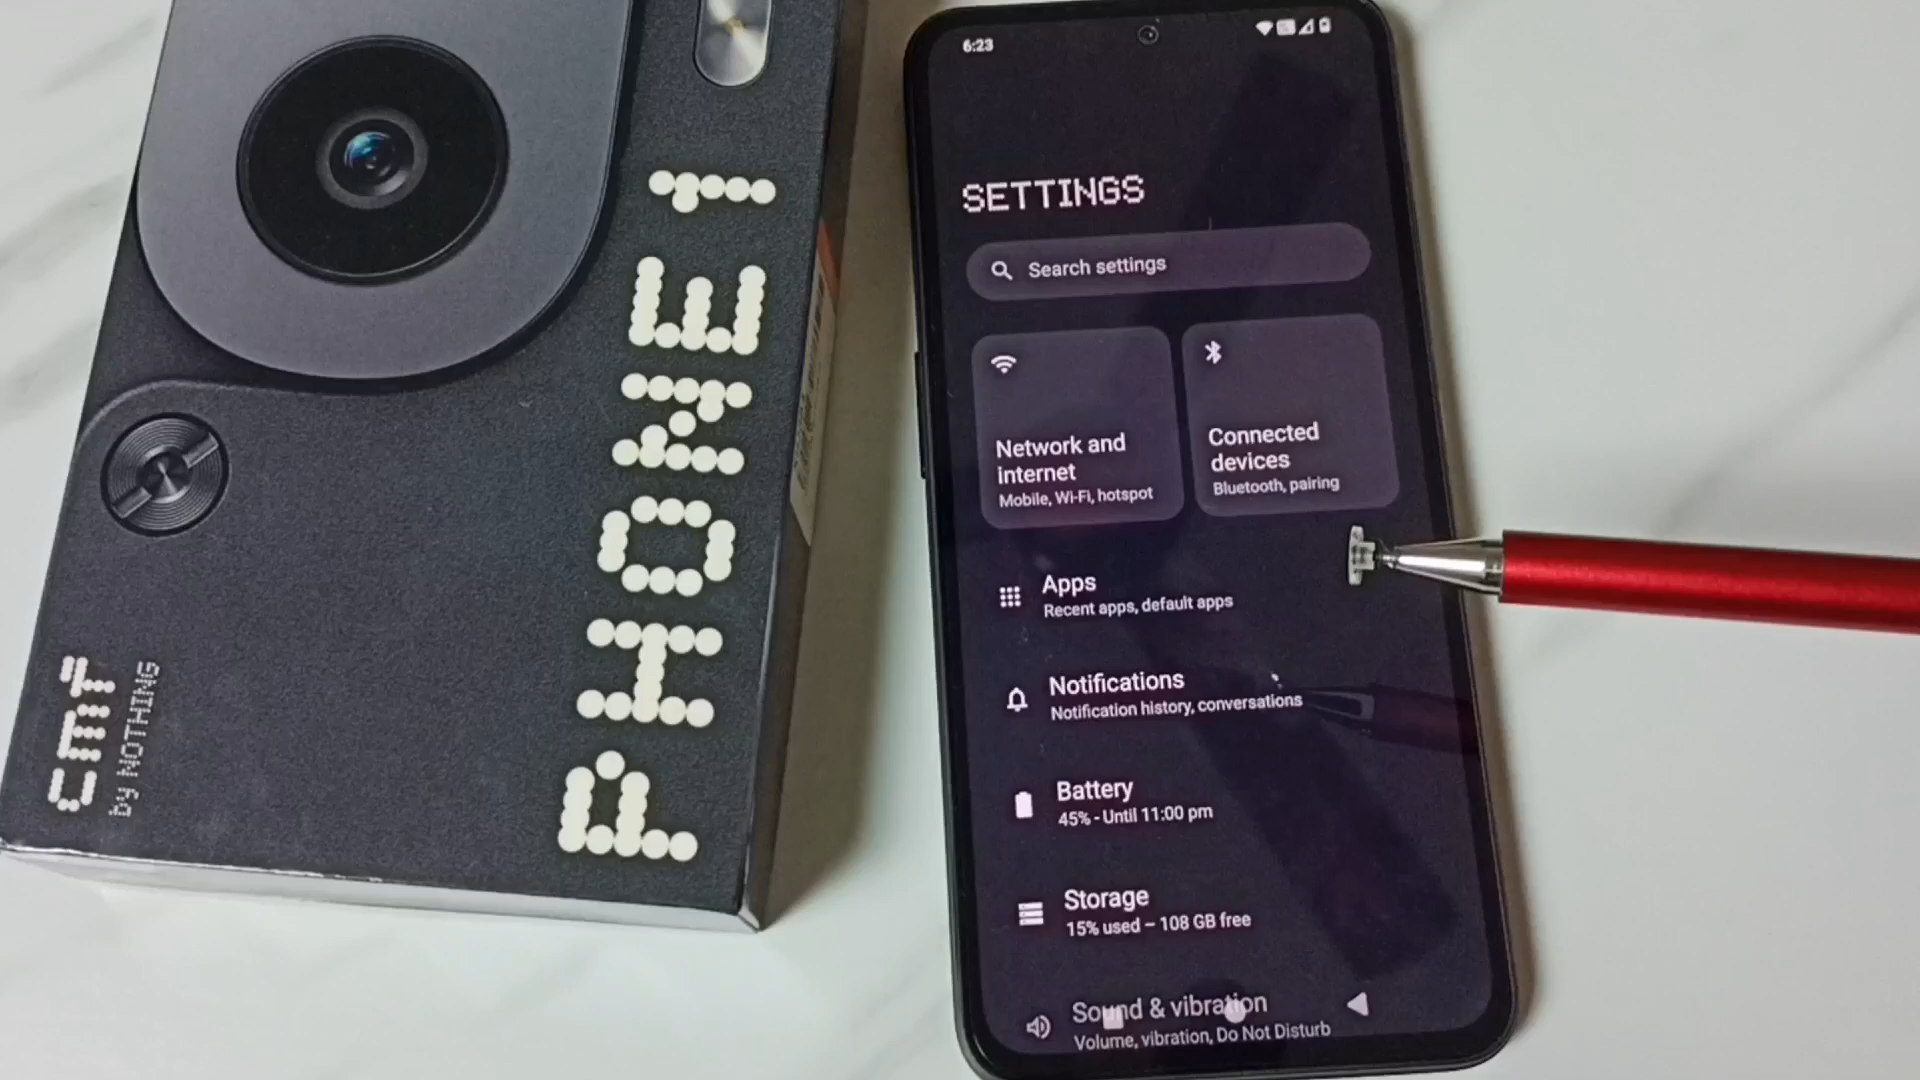 PHONE 1
cmf
by NOTHING
6:23
SETTINGS
Search settings
Network and
internet
Mobile, Wi-Fi, hotspot
Connected
devices
Bluetooth, pairing
Apps
Recent apps, default apps
Notifications
Notification history, conversations
Battery
45% - Until 11:00 pm
Storage
15% used – 108 GB free
Sound & vibration
Volume, vibration, Do Not Disturb